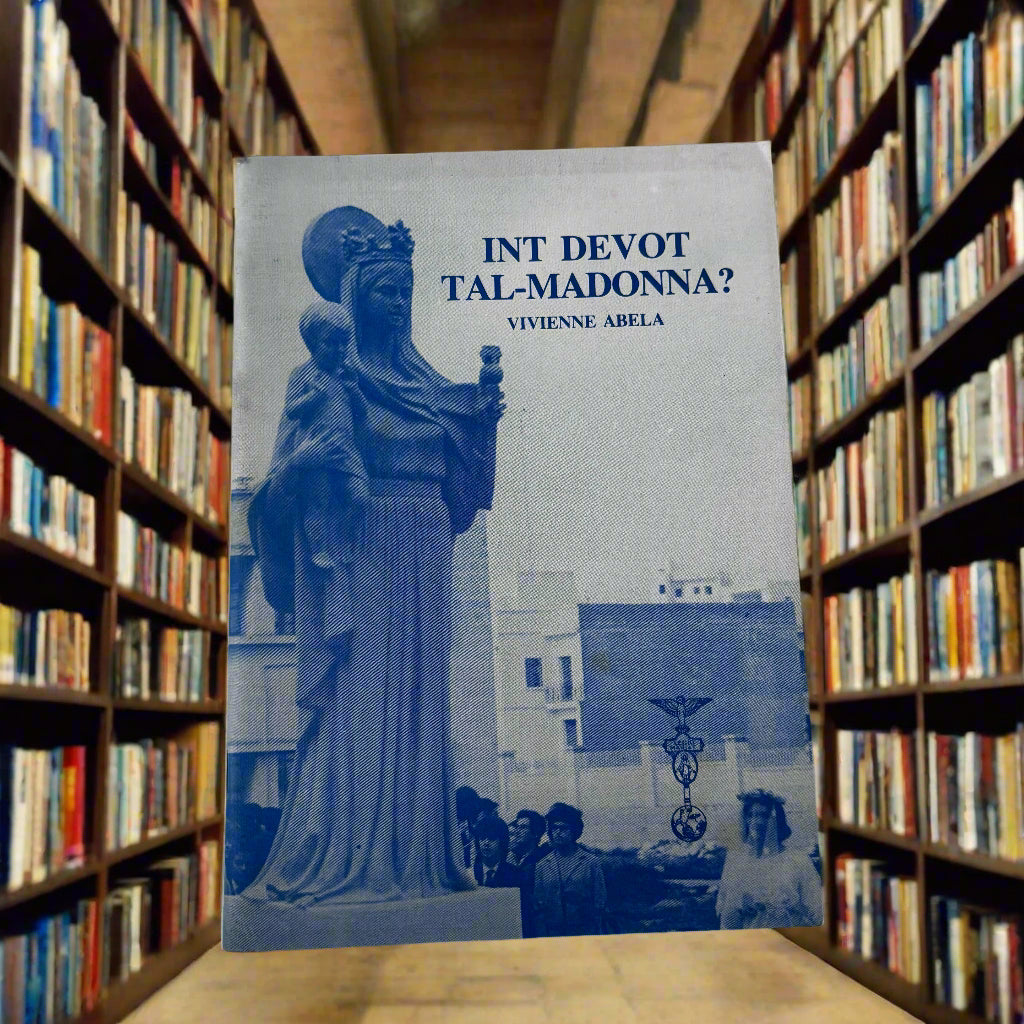 INT DEVOT
TAL-MADONNA?
VIVIENNE ABELA